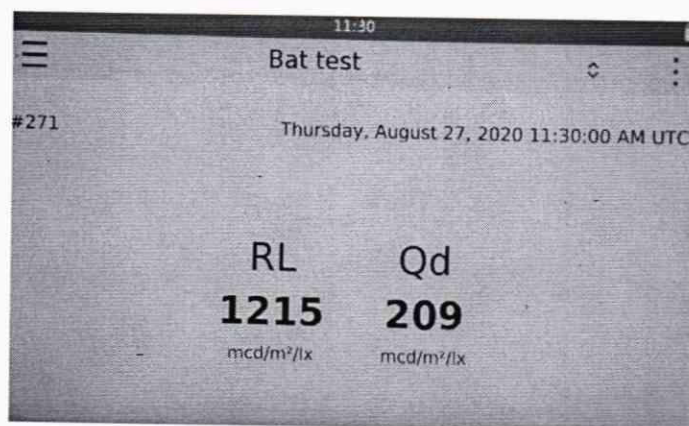 11:30
Bat test
#271
Thursday, August 27, 2020 11:30:00 AM UTC
RL Qd
1215 209
mcd/m²/lx mcd/m²/lx